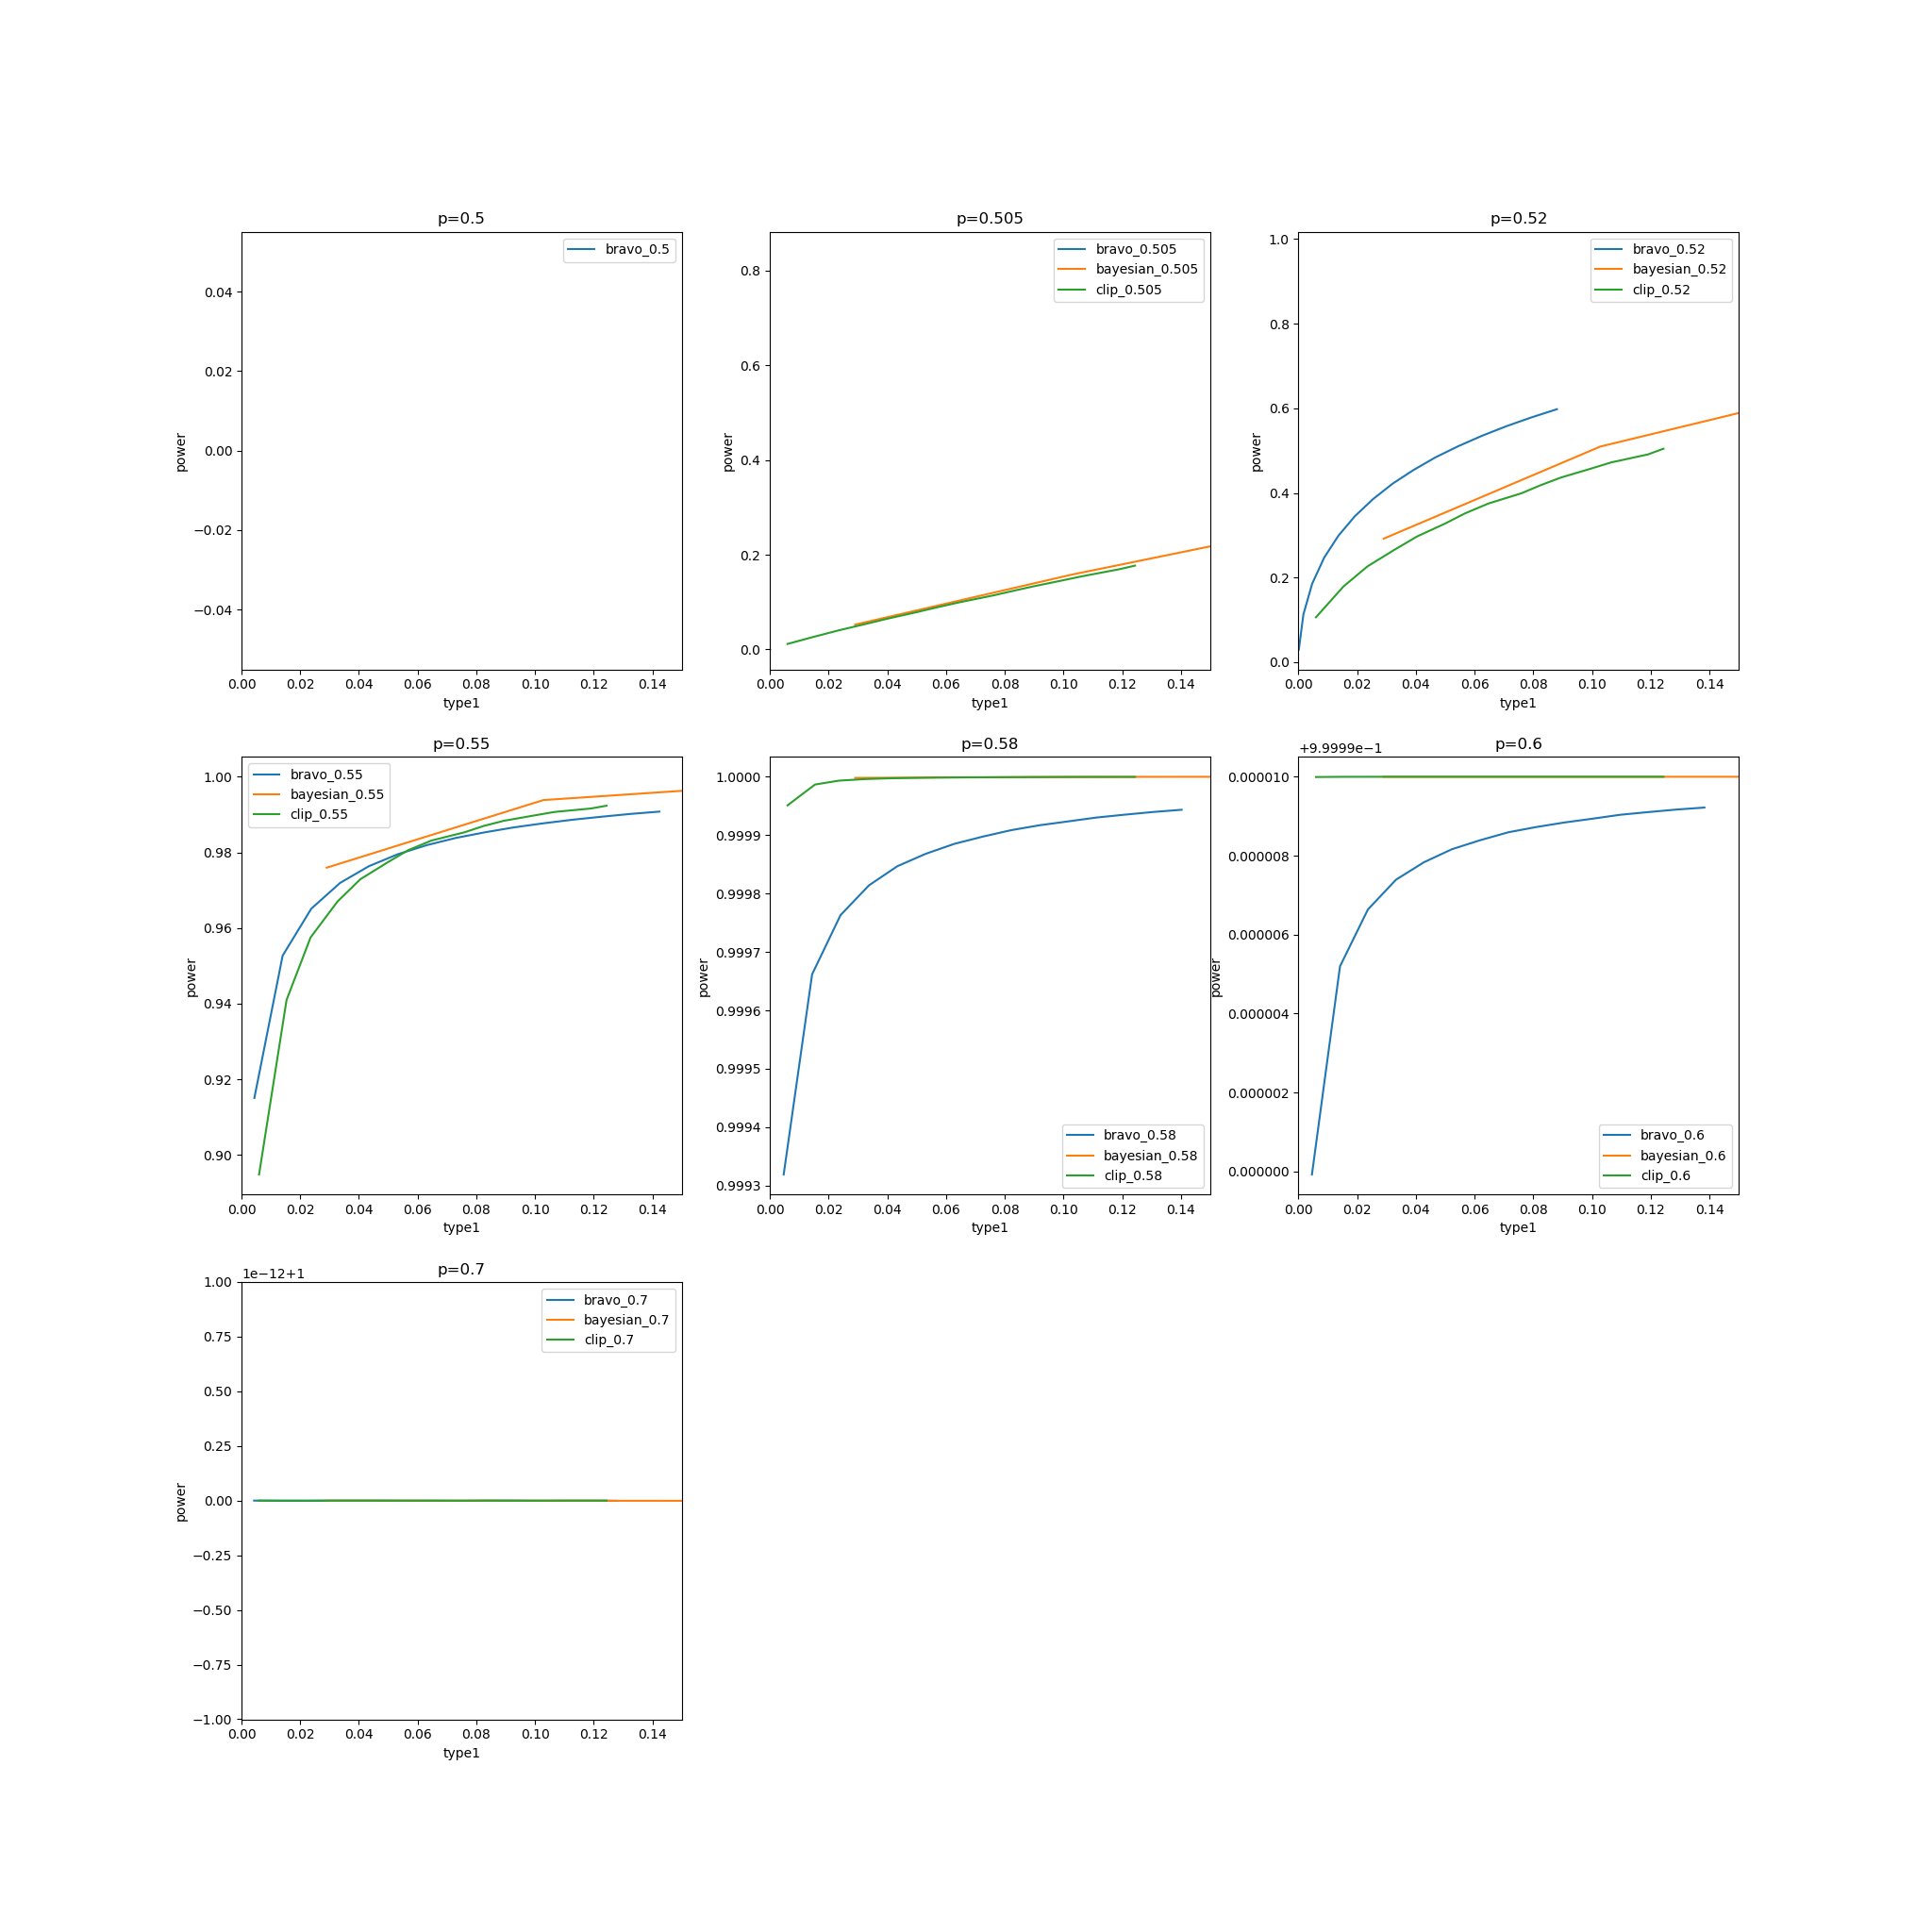 p=0.5
bravo_0.5
power
0.04
0.02
0.00
−0.02
−0.04
0.00 0.02 0.04 0.06 0.08 0.10 0.12 0.14
type1
p=0.505
bravo_0.505
bayesian_0.505
clip_0.505
power
0.8
0.6
0.4
0.2
0.0
0.00 0.02 0.04 0.06 0.08 0.10 0.12 0.14
type1
p=0.52
bravo_0.52
bayesian_0.52
clip_0.52
power
1.0
0.8
0.6
0.4
0.2
0.0
0.00 0.02 0.04 0.06 0.08 0.10 0.12 0.14
type1
p=0.55
bravo_0.55
bayesian_0.55
clip_0.55
power
1.00
0.98
0.96
0.94
0.92
0.90
0.00 0.02 0.04 0.06 0.08 0.10 0.12 0.14
type1
p=0.58
power
1.0000
0.9999
0.9998
0.9997
0.9996
0.9995
0.9994
0.9993
bravo_0.58
bayesian_0.58
clip_0.58
0.00 0.02 0.04 0.06 0.08 0.10 0.12 0.14
type1
+9.9999e−1
p=0.6
power
0.000010
0.000008
0.000006
0.000004
0.000002
0.000000
bravo_0.6
bayesian_0.6
clip_0.6
0.00 0.02 0.04 0.06 0.08 0.10 0.12 0.14
type1
1e−12+1
p=0.7
bravo_0.7
bayesian_0.7
clip_0.7
power
1.00
0.75
0.50
0.25
0.00
−0.25
−0.50
−0.75
−1.00
0.00 0.02 0.04 0.06 0.08 0.10 0.12 0.14
type1